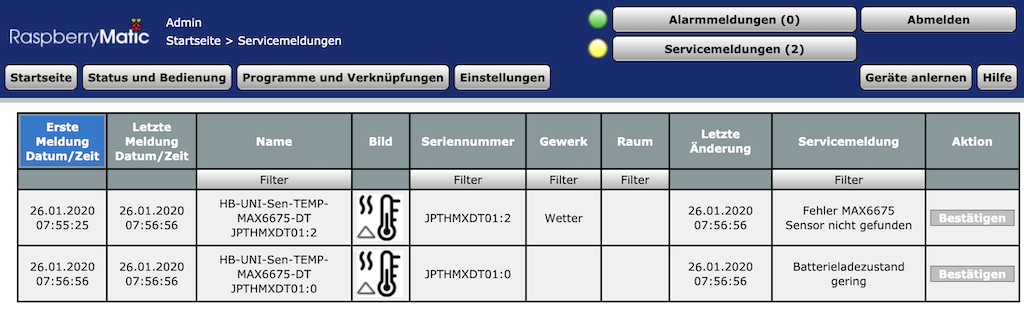 RaspberryMatic
Admin
Startseite > Servicemeldungen
Alarmmeldungen (0)
Abmelden
Servicemeldungen (2)
Startseite
Status und Bedienung
Programme und Verknüpfungen
Einstellungen
Geräte anlernen
Hilfe
Erste
Meldung
Datum/Zeit
Letzte
Meldung
Datum/Zeit
Name
Bild
Seriennummer
Gewerk
Raum
Letzte
Änderung
Servicemeldung
Aktion
Filter
Filter
Filter
Filter
Filter
26.01.2020
07:55:25
26.01.2020
07:56:56
HB-UNI-Sen-TEMP-
MAX6675-DT
JPTHMXDT01:2
JPTHMXDT01:2
Wetter
26.01.2020
07:56:56
Fehler MAX6675
Sensor nicht gefunden
Bestätigen
26.01.2020
07:56:56
26.01.2020
07:56:56
HB-UNI-Sen-TEMP-
MAX6675-DT
JPTHMXDT01:0
JPTHMXDT01:0
26.01.2020
07:56:56
Batterieladezustand
gering
Bestätigen